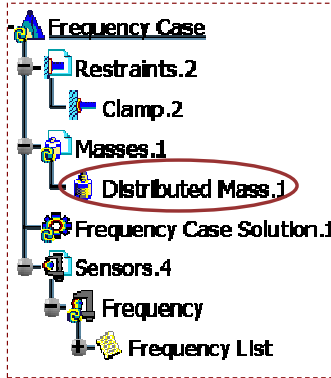 Frequency Case
Restraints.2
Clamp.2
Masses.1
Distributed Mass.1
Frequency Case Solution.1
Sensors.4
Frequency
Frequency List